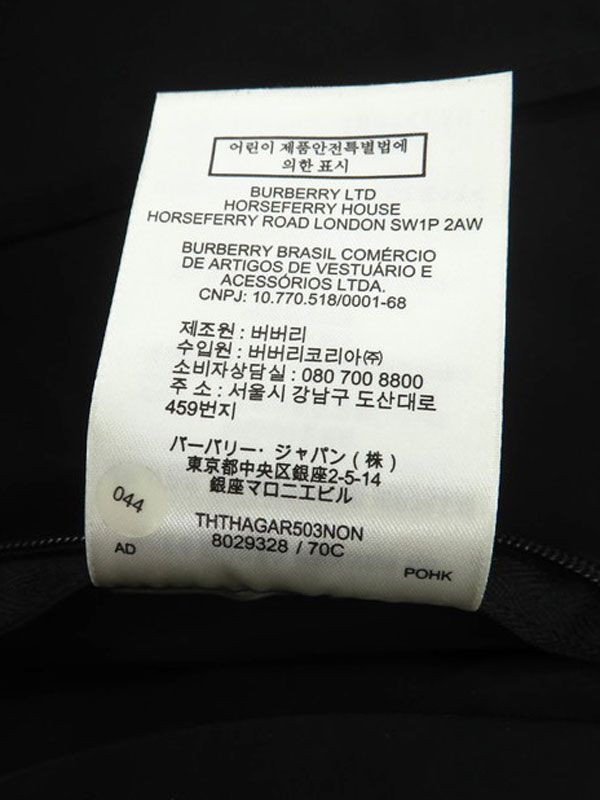 어린이 제품안전특별법에
의한 표시
BURBERRY LTD
HORSEFERRY HOUSE
HORSEFERRY ROAD LONDON SW1P 2AW
BURBERRY BRASIL COMÉRCIO
DE ARTIGOS DE VESTUÁRIO E
ACESSÓRIOS LTDA.
CNPJ: 10.770.518/0001-68
제조원 : 버버리
수입원 : 버버리코리아㈜
소비자상담실 : 080 700 8800
주 소 : 서울시 강남구 도산대로
459번지
バーバリー・ジャパン ( 株 )
東京都中央区銀座2-5-14
銀座マロニエビル
044
THTHAGAR503NON
8029328 / 70C
AD
POHK